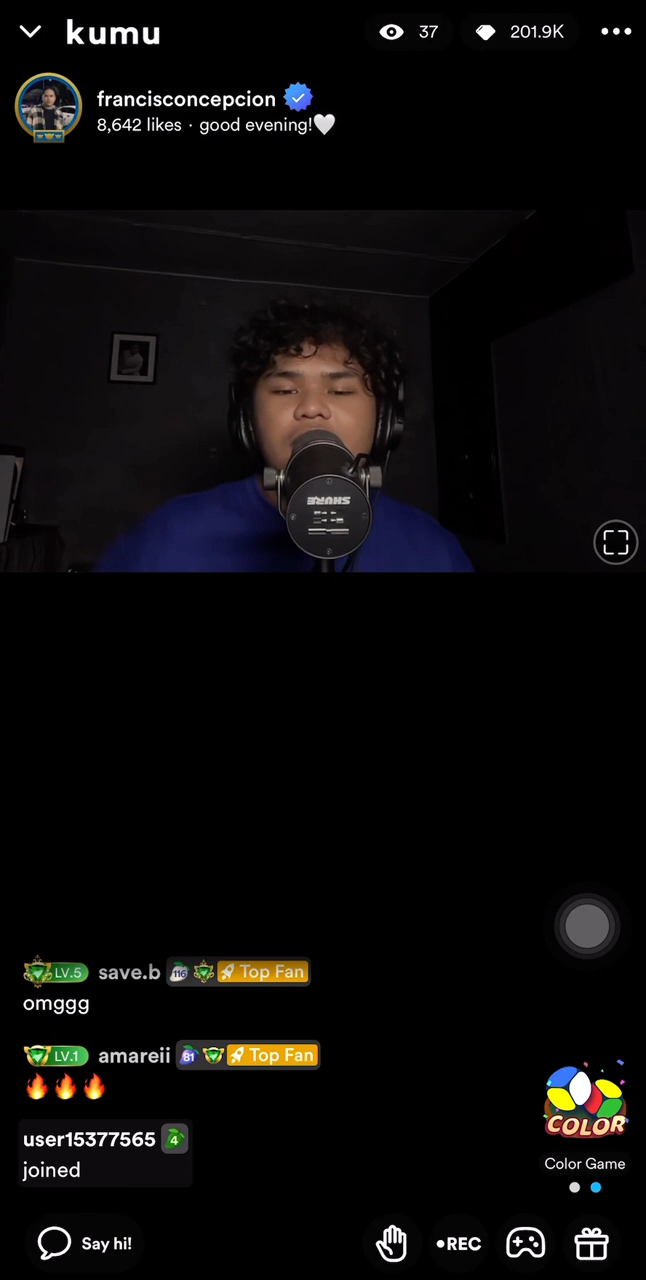 kumu
37
201.9K
francisconcepcion
8,642 likes · good evening!🤍
SHURE
LV.5 save.b 116 Top Fan
omggg
LV.1 amareii 81 Top Fan
🔥🔥🔥
user15377565 4
joined
COLOR
Color Game
Say hi!
•REC